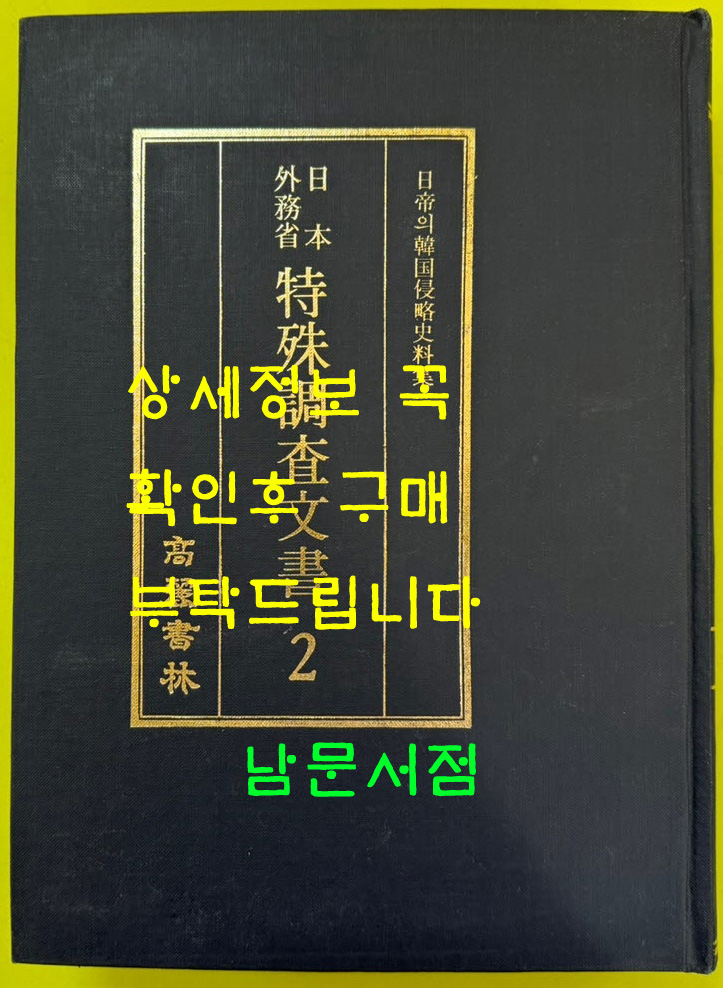 日帝의韓国侵略史料集
日本
外務省
特殊調査文書 2
高麗書林
상세정보 꼭
확인후 구매
부탁드립니다
남문서점